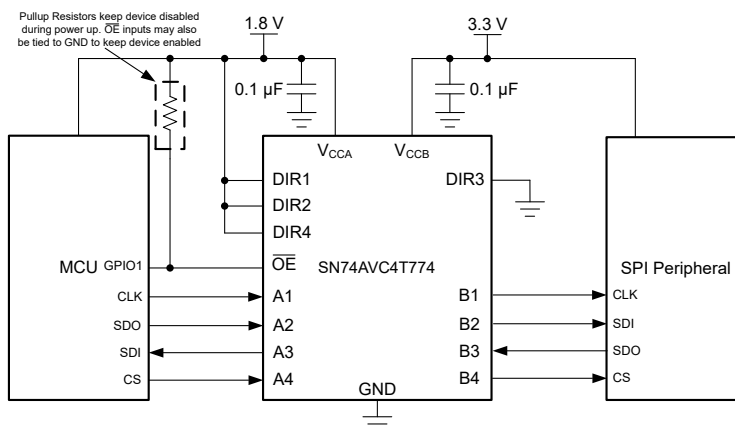 Pullup Resistors keep device disabled
during power up. OE inputs may also
be tied to GND to keep device enabled
1.8 V
3.3 V
0.1 µF
0.1 µF
VCCA
VCCB
DIR1
DIR3
DIR2
DIR4
MCU
GPIO1
OE
SN74AVC4T774
SPI Peripheral
CLK
A1
B1
CLK
SDO
A2
B2
SDI
SDI
A3
B3
SDO
CS
A4
B4
CS
GND